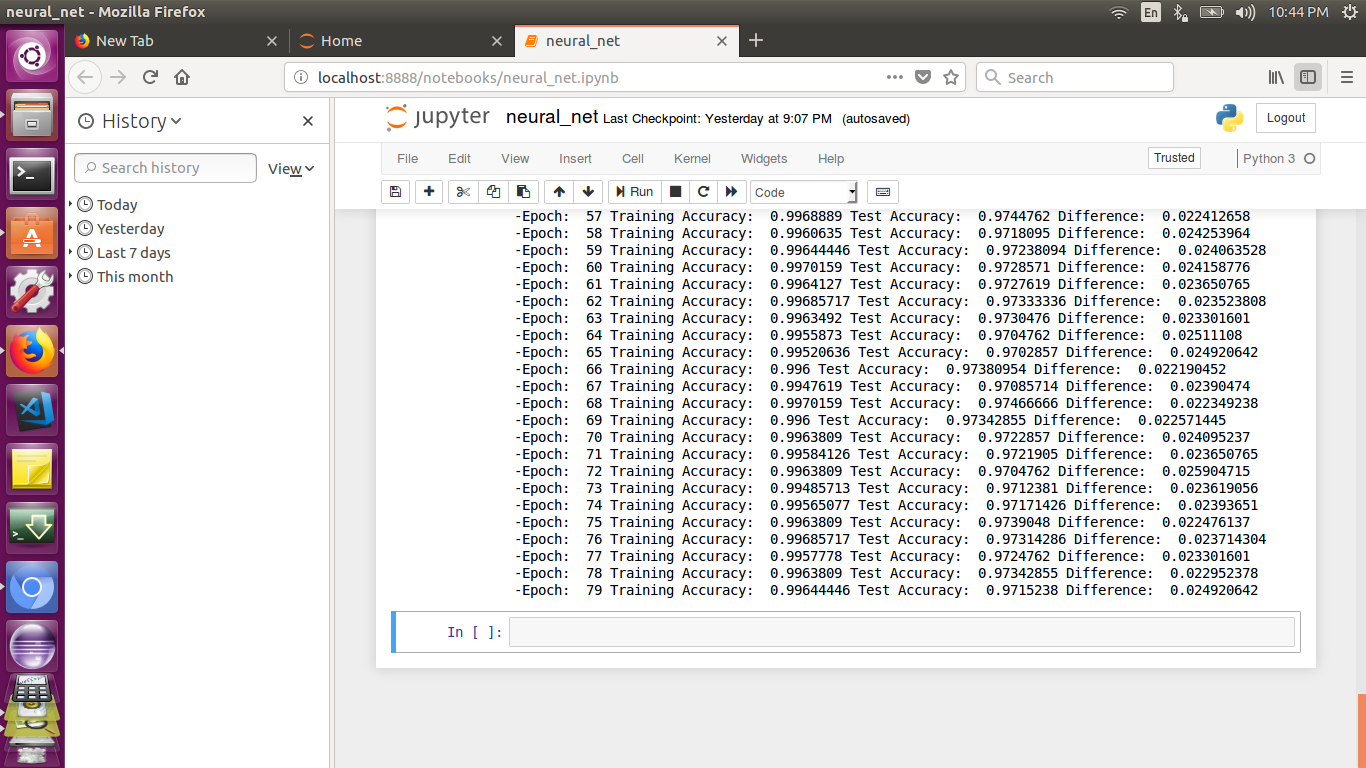 neural_net - Mozilla Firefox
En
10:44 PM
New Tab
Home
neural_net
localhost:8888/notebooks/neural_net.ipynb
Search
History
Search history
View
Today
Yesterday
Last 7 days
This month
jupyter neural_net Last Checkpoint: Yesterday at 9:07 PM (autosaved)
Logout
File Edit View Insert Cell Kernel Widgets Help
Trusted
Python 3
Run
Code
-Epoch: 57 Training Accuracy: 0.9968889 Test Accuracy: 0.9744762 Difference: 0.022412658
-Epoch: 58 Training Accuracy: 0.9960635 Test Accuracy: 0.9718095 Difference: 0.024253964
-Epoch: 59 Training Accuracy: 0.99644446 Test Accuracy: 0.97238094 Difference: 0.024063528
-Epoch: 60 Training Accuracy: 0.9970159 Test Accuracy: 0.9728571 Difference: 0.024158776
-Epoch: 61 Training Accuracy: 0.9964127 Test Accuracy: 0.9727619 Difference: 0.023650765
-Epoch: 62 Training Accuracy: 0.99685717 Test Accuracy: 0.97333336 Difference: 0.023523808
-Epoch: 63 Training Accuracy: 0.9963492 Test Accuracy: 0.9730476 Difference: 0.023301601
-Epoch: 64 Training Accuracy: 0.9955873 Test Accuracy: 0.9704762 Difference: 0.02511108
-Epoch: 65 Training Accuracy: 0.99520636 Test Accuracy: 0.9702857 Difference: 0.024920642
-Epoch: 66 Training Accuracy: 0.996 Test Accuracy: 0.97380954 Difference: 0.022190452
-Epoch: 67 Training Accuracy: 0.9947619 Test Accuracy: 0.97085714 Difference: 0.02390474
-Epoch: 68 Training Accuracy: 0.9970159 Test Accuracy: 0.97466666 Difference: 0.022349238
-Epoch: 69 Training Accuracy: 0.996 Test Accuracy: 0.97342855 Difference: 0.022571445
-Epoch: 70 Training Accuracy: 0.9963809 Test Accuracy: 0.9722857 Difference: 0.024095237
-Epoch: 71 Training Accuracy: 0.99584126 Test Accuracy: 0.9721905 Difference: 0.023650765
-Epoch: 72 Training Accuracy: 0.9963809 Test Accuracy: 0.9704762 Difference: 0.025904715
-Epoch: 73 Training Accuracy: 0.99485713 Test Accuracy: 0.9712381 Difference: 0.023619056
-Epoch: 74 Training Accuracy: 0.99565077 Test Accuracy: 0.97171426 Difference: 0.02393651
-Epoch: 75 Training Accuracy: 0.9963809 Test Accuracy: 0.9739048 Difference: 0.022476137
-Epoch: 76 Training Accuracy: 0.99685717 Test Accuracy: 0.97314286 Difference: 0.023714304
-Epoch: 77 Training Accuracy: 0.9957778 Test Accuracy: 0.9724762 Difference: 0.023301601
-Epoch: 78 Training Accuracy: 0.9963809 Test Accuracy: 0.97342855 Difference: 0.022952378
-Epoch: 79 Training Accuracy: 0.99644446 Test Accuracy: 0.9715238 Difference: 0.024920642
In [ ]: